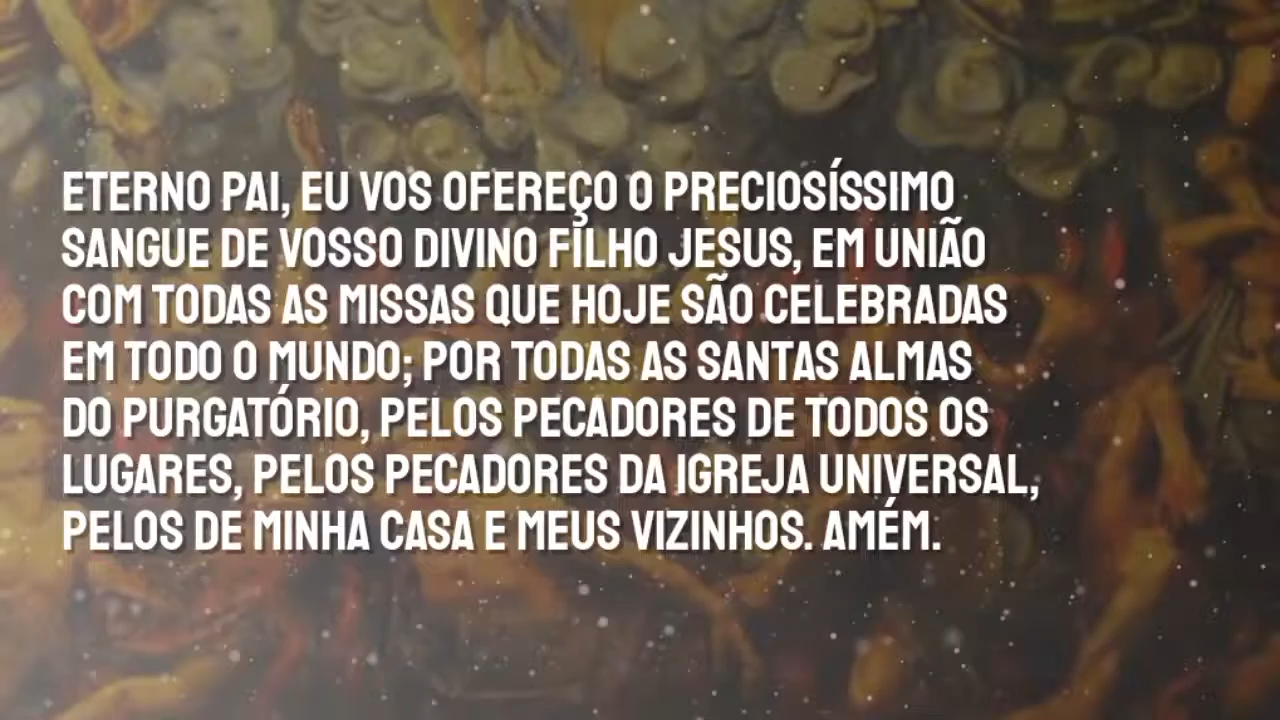 ETERNO PAI, EU VOS OFEREÇO O PRECIOSÍSSIMO
SANGUE DE VOSSO DIVINO FILHO JESUS, EM UNIÃO
COM TODAS AS MISSAS QUE HOJE SÃO CELEBRADAS
EM TODO O MUNDO; POR TODAS AS SANTAS ALMAS
DO PURGATÓRIO, PELOS PECADORES DE TODOS OS
LUGARES, PELOS PECADORES DA IGREJA UNIVERSAL,
PELOS DE MINHA CASA E MEUS VIZINHOS. AMÉM.